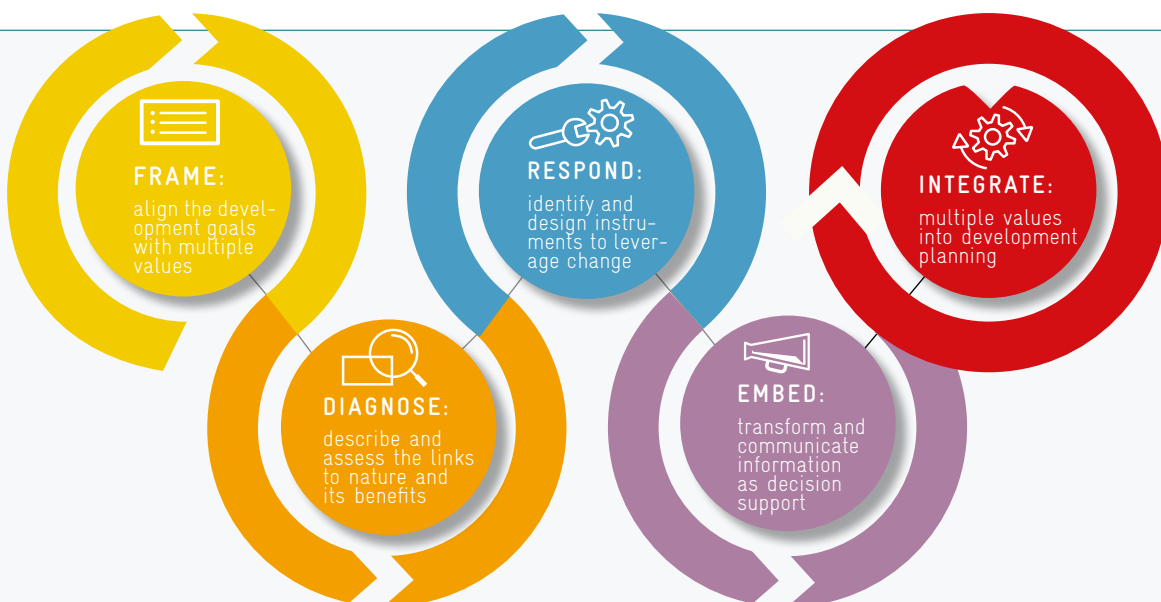 FRAME:
align the devel-
opment goals
with multiple
values
DIAGNOSE:
describe and
assess the links
to nature and
its benefits
RESPOND:
identify and
design instru-
ments to lever-
age change
EMBED:
transform and
communicate
information
as decision
support
INTEGRATE:
multiple values
into development
planning